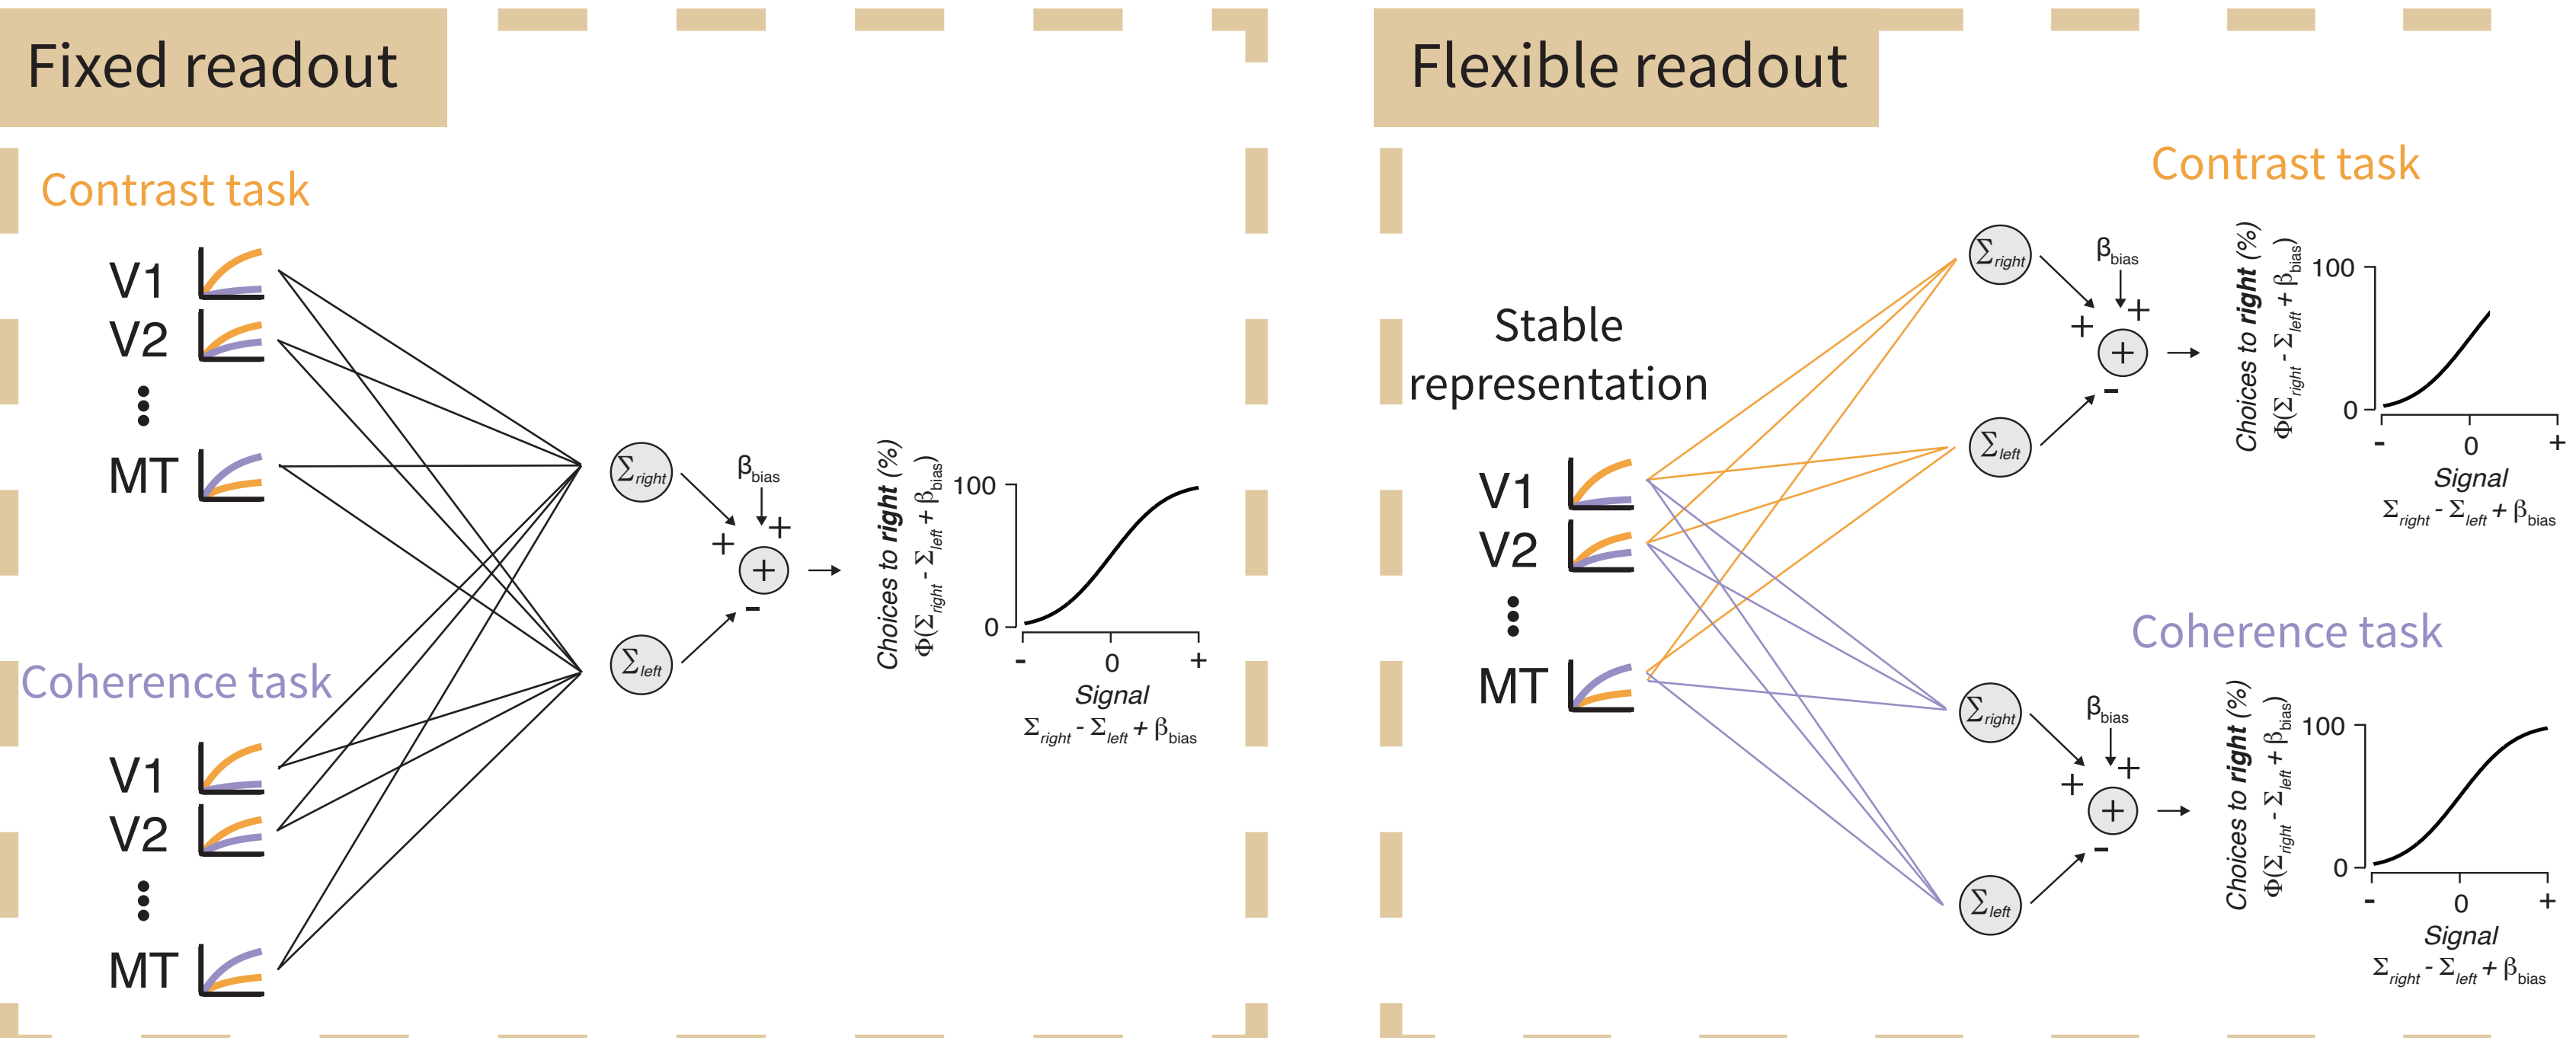 Fixed readout
Contrast task
V1
V2
MT
Coherence task
V1
V2
MT
Σright
Σleft
βbias
+
+
+
-
Choices to right (%)
Φ(Σright - Σleft + βbias)
100
0
-
0
+
Signal
Σright - Σleft + βbias
Flexible readout
Stable
representation
V1
V2
MT
Contrast task
Σright
Σleft
βbias
+
+
+
-
Choices to right (%)
Φ(Σright - Σleft + βbias)
100
0
-
0
+
Signal
Σright - Σleft + βbias
Coherence task
Σright
Σleft
βbias
+
+
+
-
Choices to right (%)
Φ(Σright - Σleft + βbias)
100
0
-
0
+
Signal
Σright - Σleft + βbias